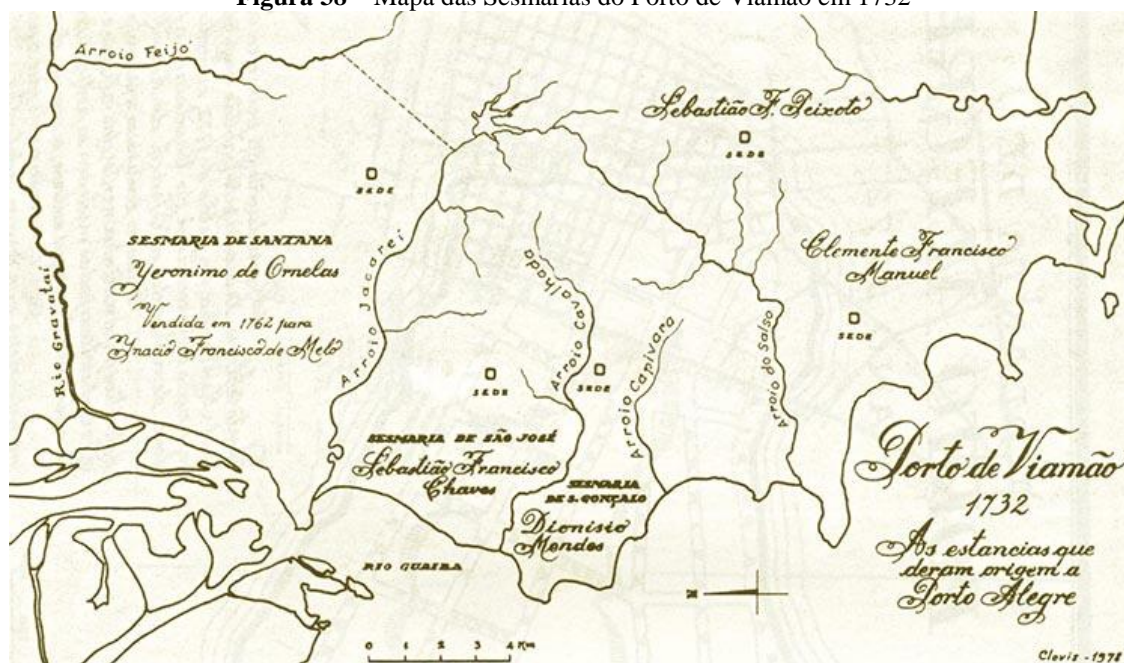 Figura 38 – Mapa das Sesmarias do Porto de Viamão em 1732
Arroio Feijó
Sebastião F. Peixoto
SEDE
SEDE
SESMARIA DE SANTANA
Yeronimo de Ornelas
Vendida em 1762 para
Ynacio Francisco de Melo
Rio Gravataí
Arroio Jacareí
Arroio Cavalhada
Clemente Francisco
Manuel
SEDE
Arroio Capivara
Arroio do Salso
SEDE
SEDE
SESMARIA DE SÃO JOSÉ
Sebastião Francisco
Chaves
SESMARIA
DE S. GONÇALO
Dionisio
Mendes
RIO GUAIBA
Porto de Viamão
1732
As estancias que
deram origem a
Porto Alegre
N
0 1 2 3 4 Km
Clovis - 1978